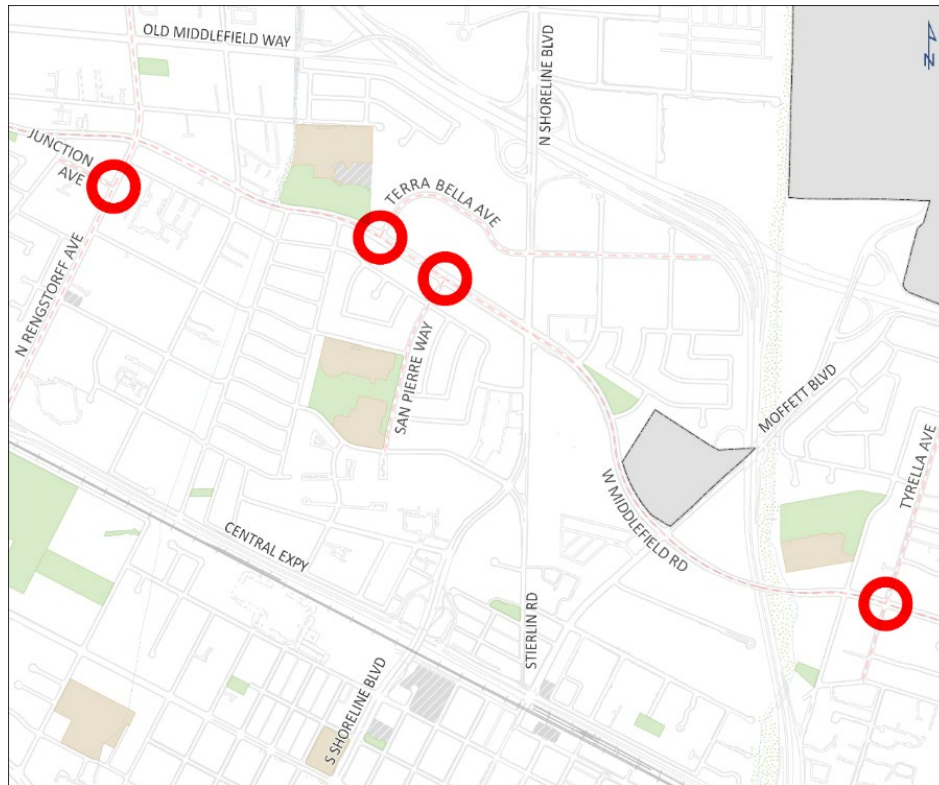 OLD MIDDLEFIELD WAY
N SHORELINE BLVD
JUNCTION
AVE
TERRA BELLA AVE
N RENGSTORFF AVE
SAN PIERRE WAY
MOFFETT BLVD
TYRELLA AVE
W MIDDLEFIELD RD
CENTRAL EXPY
STIERLIN RD
S SHORELINE BLVD